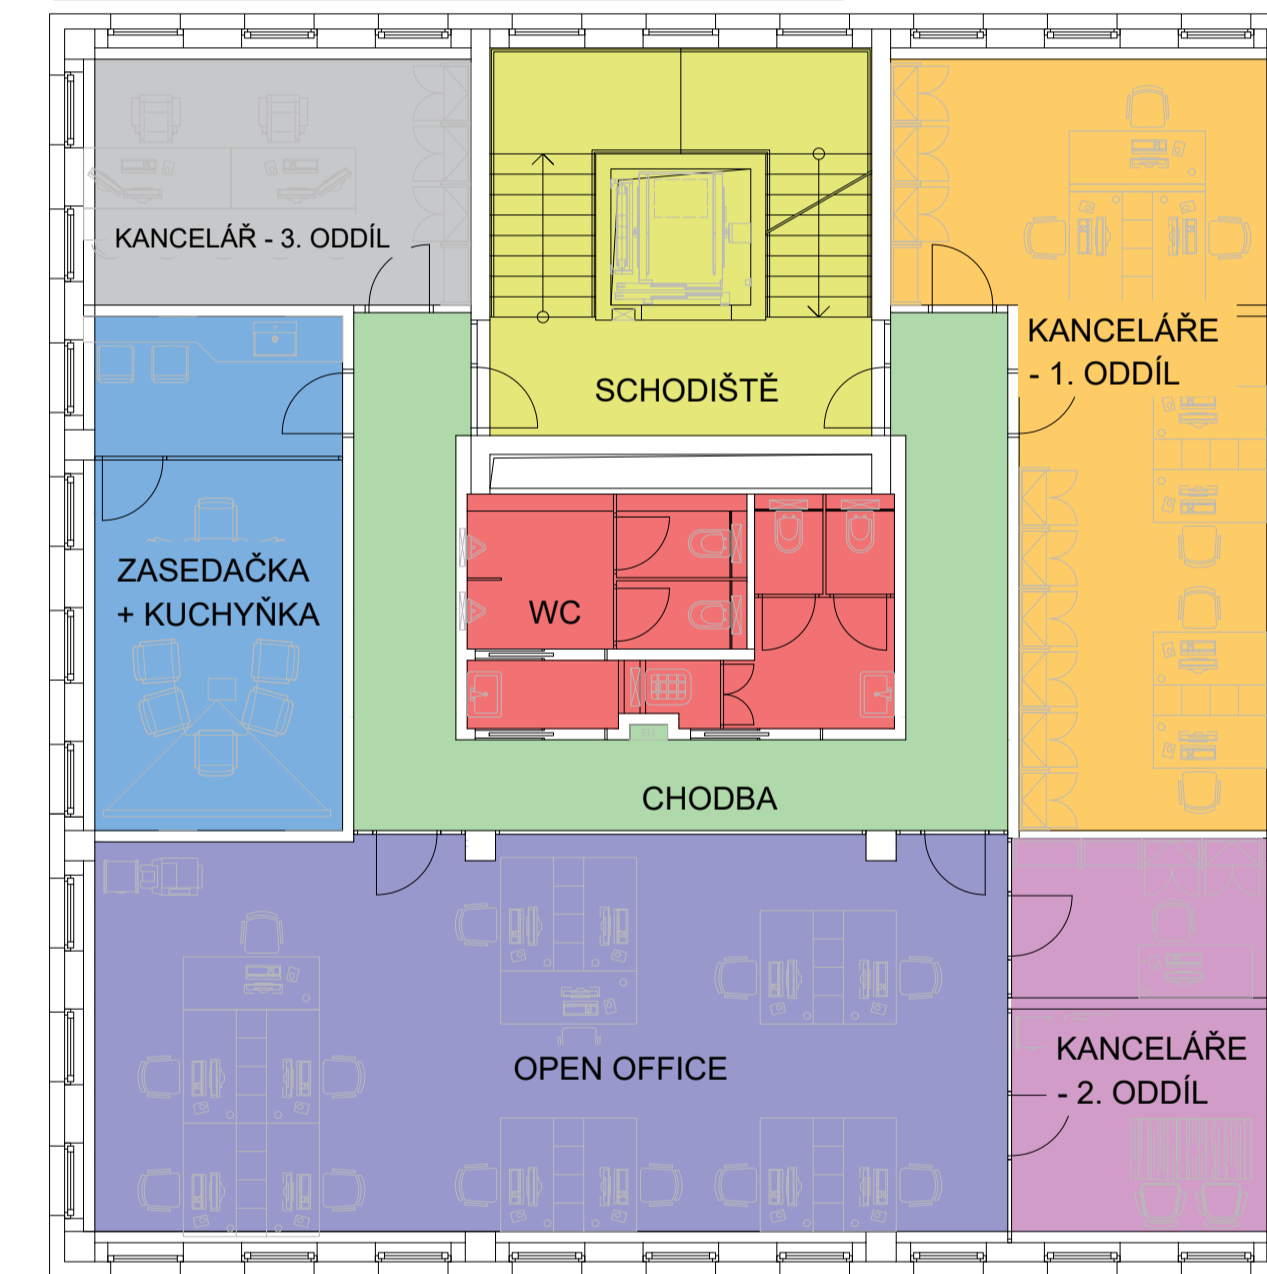 KANCELÁŘ - 3. ODDÍL
KANCELÁŘE
- 1. ODDÍL
SCHODIŠTĚ
ZASEDAČKA
+ KUCHYŇKA
WC
CHODBA
OPEN OFFICE
KANCELÁŘE
- 2. ODDÍL